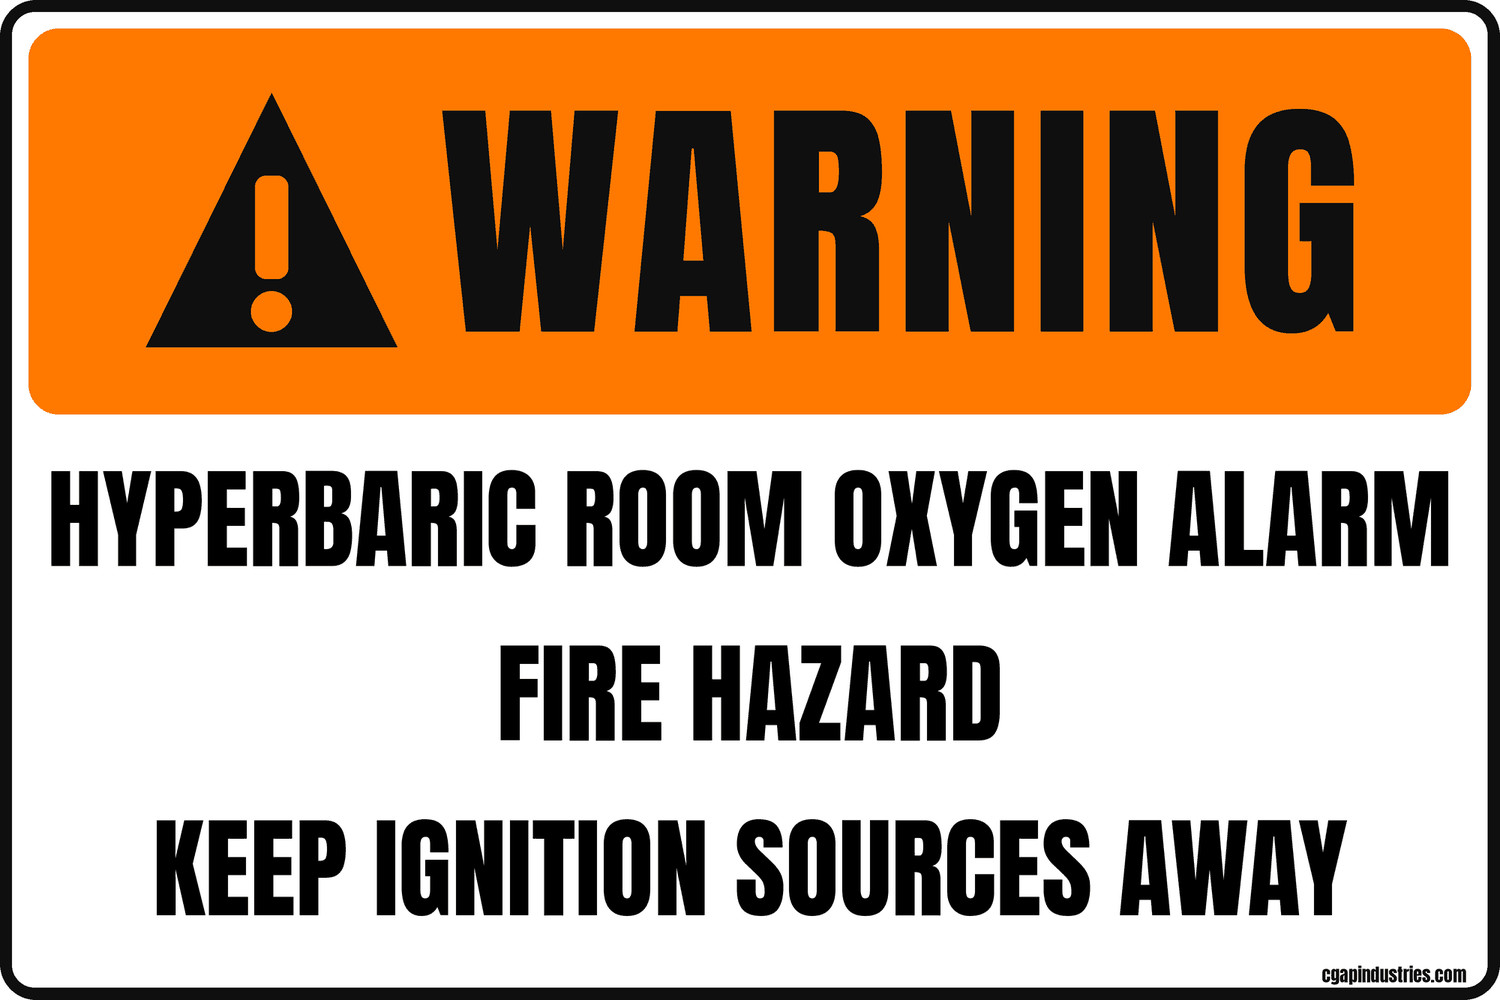 WARNING
HYPERBARIC ROOM OXYGEN ALARM
FIRE HAZARD
KEEP IGNITION SOURCES AWAY
cgapindustries.com